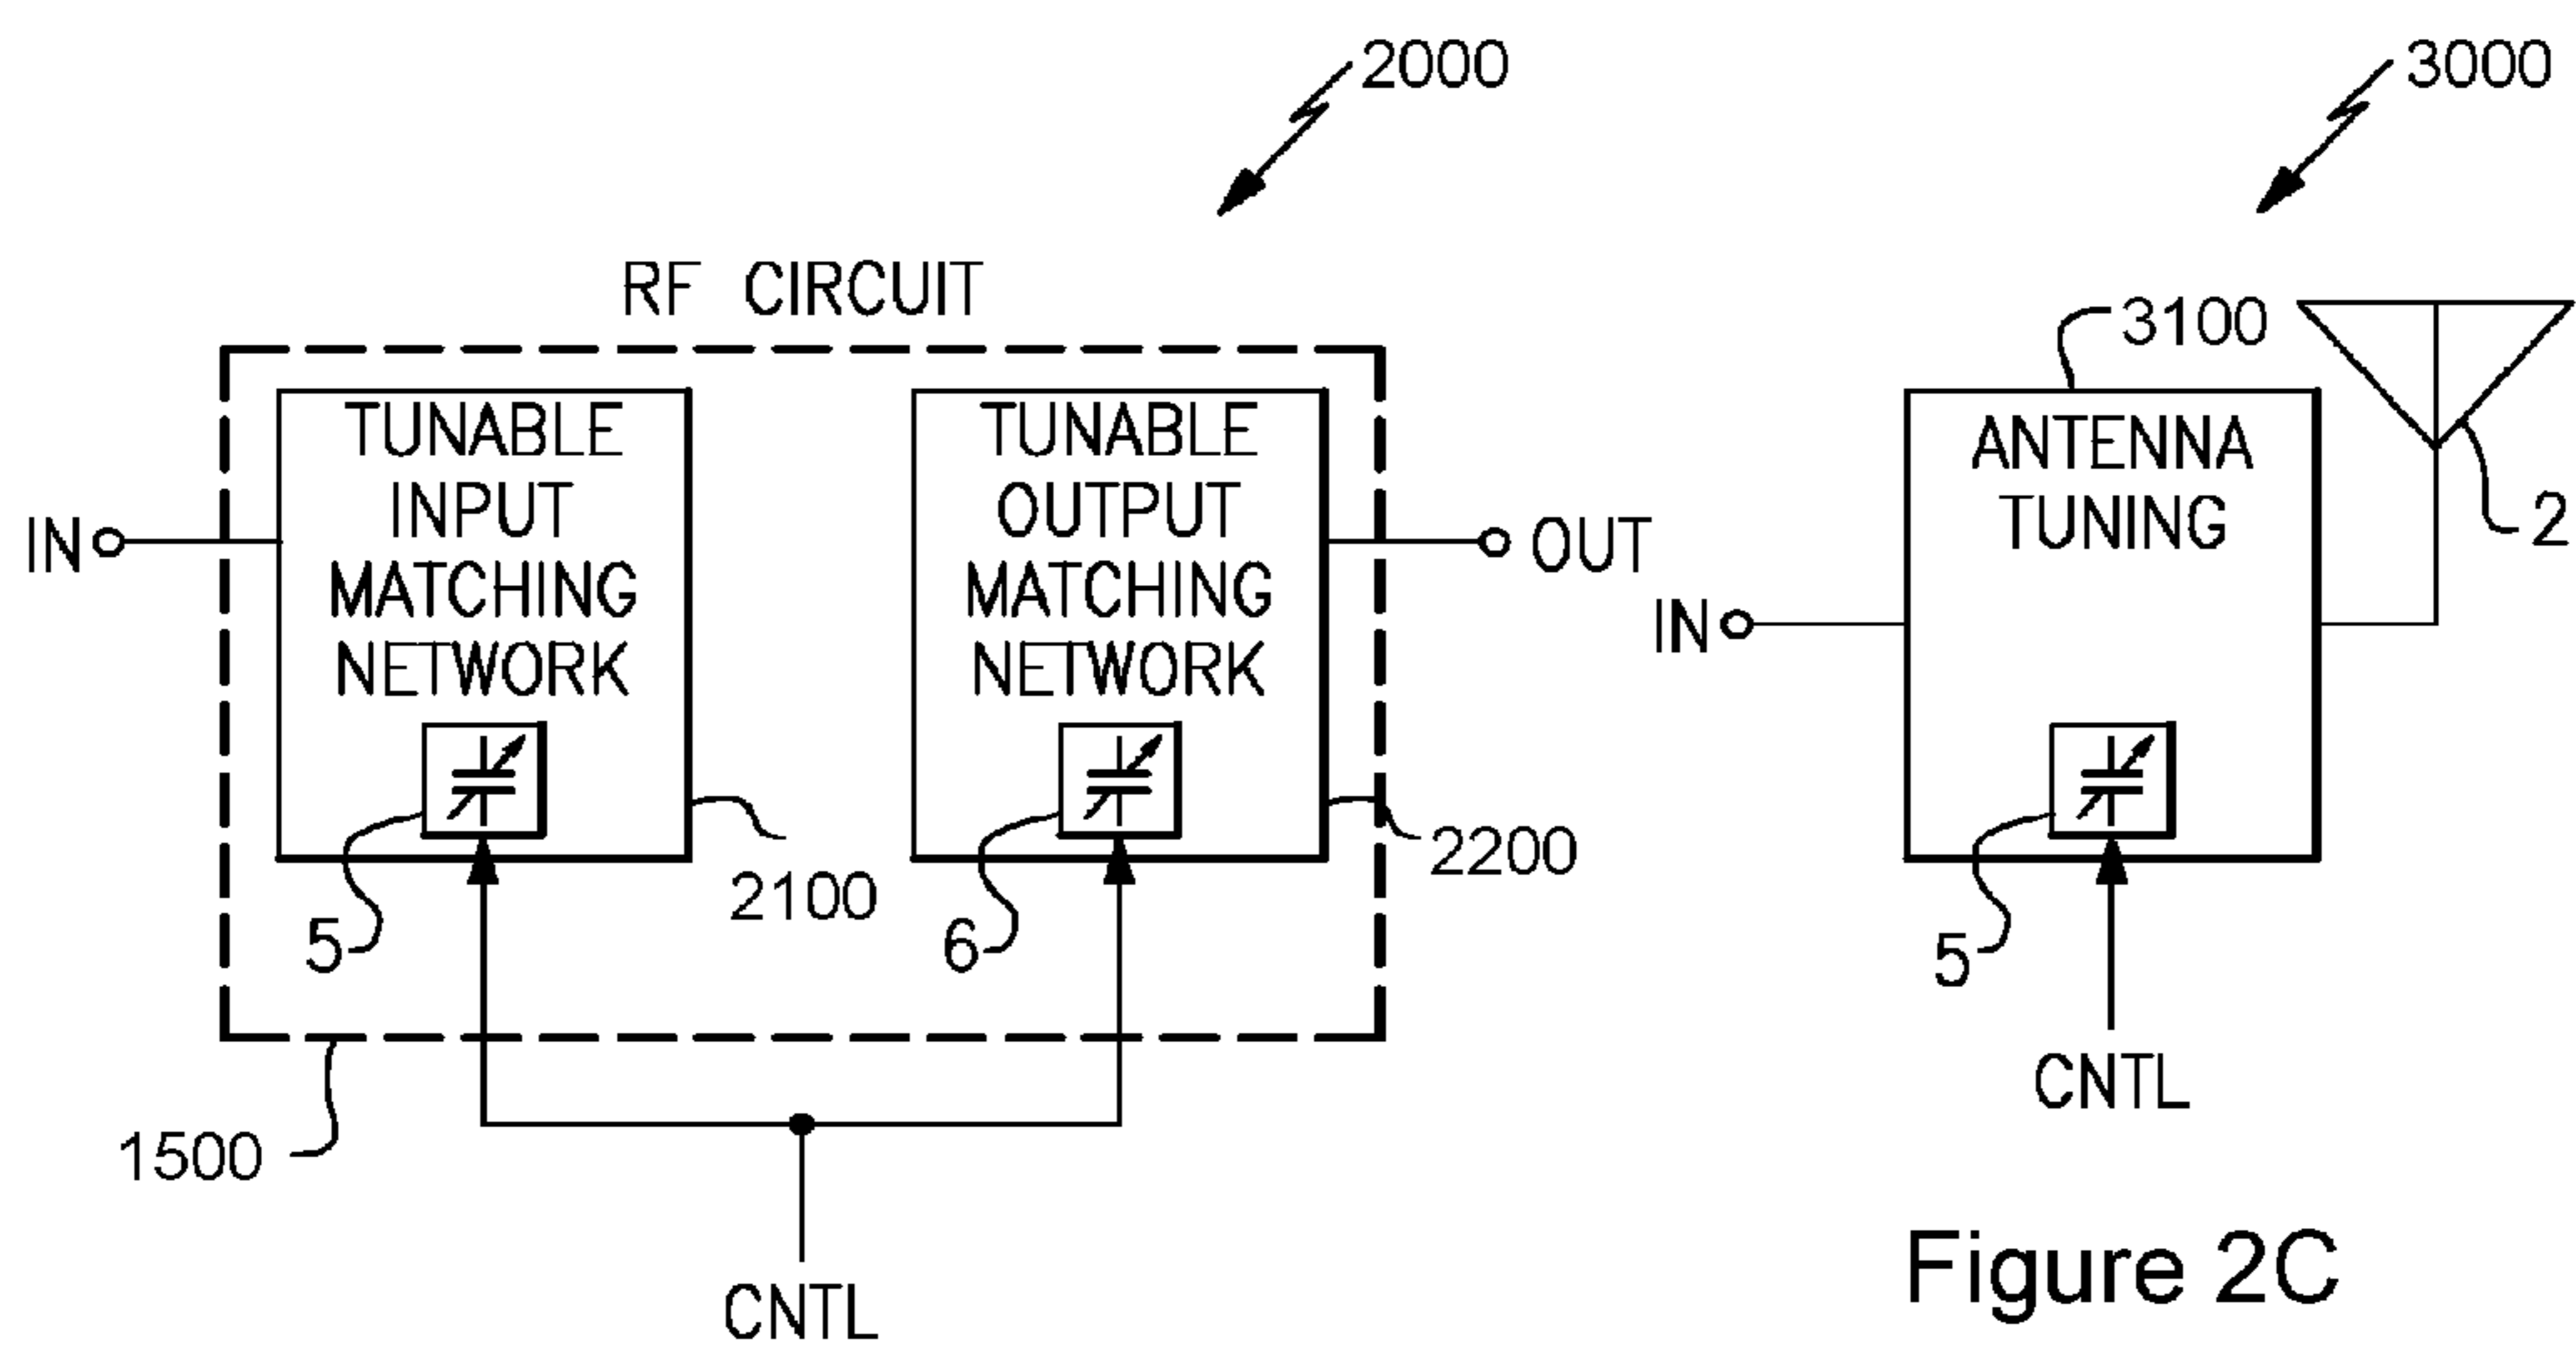 2000
RF CIRCUIT
TUNABLE
INPUT
MATCHING
NETWORK
TUNABLE
OUTPUT
MATCHING
NETWORK
IN
OUT
5
2100
6
2200
1500
CNTL
3000
3100
ANTENNA
TUNING
2
IN
5
CNTL
Figure 2C